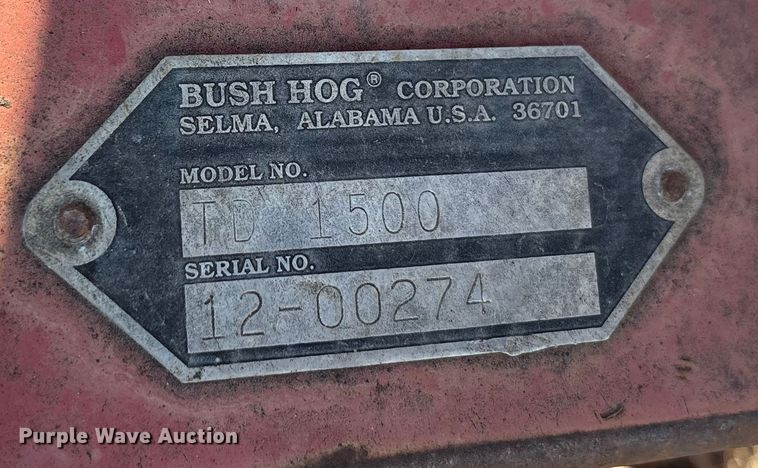 BUSH HOG® CORPORATION
SELMA, ALABAMA U.S.A. 36701
MODEL NO.
TD 1500
SERIAL NO.
12-00274
Purple Wave Auction